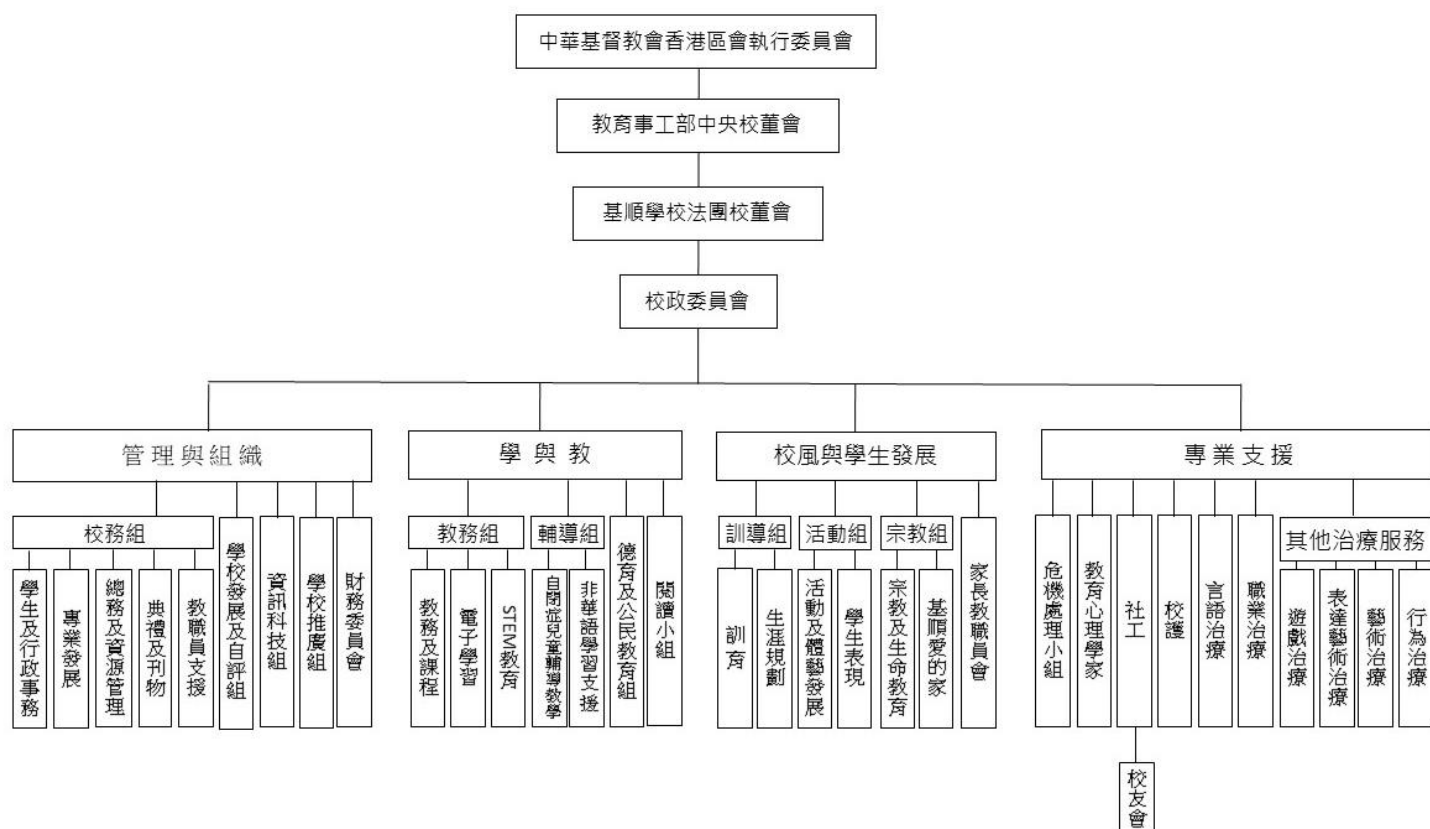 中華基督教會香港區會執行委員會
教育事工部中央校董會
基順學校法團校董會
校政委員會
管理與組織
校務組
學生及行政事務
專業發展
總務及資源管理
典禮及刊物
教職員支援
學校發展及自評組
資訊科技組
學校推廣組
財務委員會
學與教
教務組
教務及課程
電子學習
STEM教育
輔導組
自閉症兒童輔導教學
非華語學習支援
德育及公民教育組
閱讀小組
校風與學生發展
訓導組
訓育
生涯規劃
活動組
活動及體藝發展
學生表現
宗教組
宗教及生命教育
基順愛的家
家長教職員會
專業支援
危機處理小組
教育心理學家
社工
校友會
校護
言語治療
職業治療
其他治療服務
遊戲治療
表達藝術治療
藝術治療
行為治療